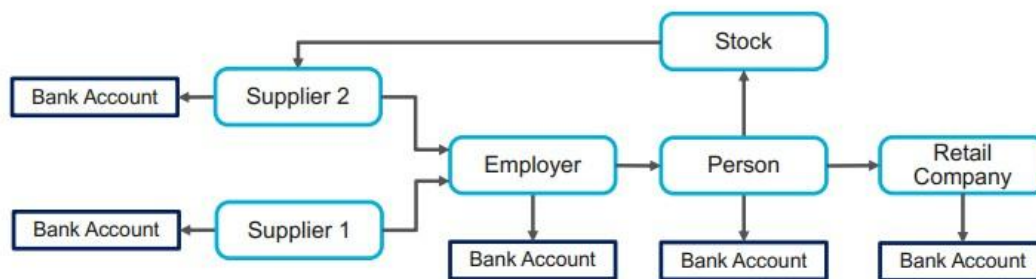 Stock
Bank Account
Supplier 2
Employer
Person
Retail
Company
Bank Account
Supplier 1
Bank Account
Bank Account
Bank Account